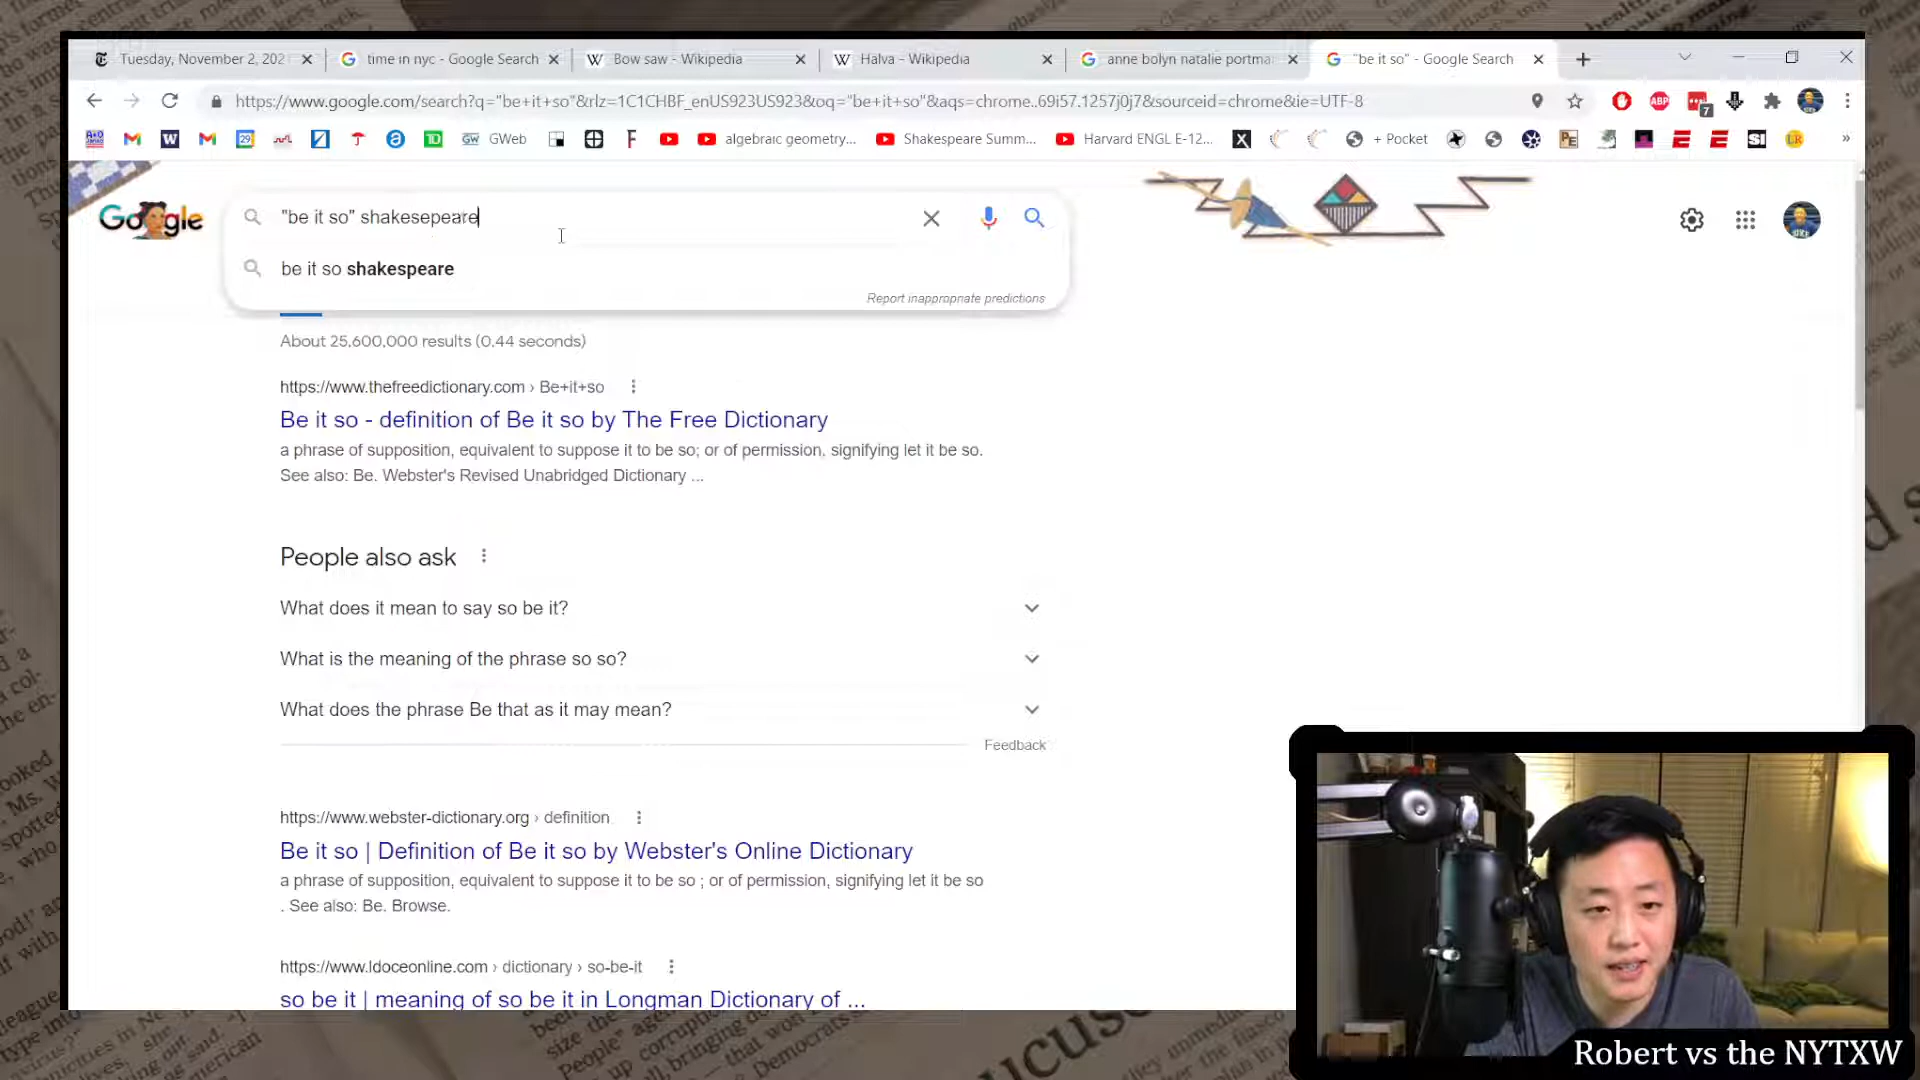 Tuesday, November 2, 202
time in nyc - Google Search
Bow saw - Wikipedia
Halva - Wikipedia
anne bolyn natalie portma
"be it so" - Google Search
https://www.google.com/search?q="be+it+so"&rlz=1C1CHBF_enUS923US923&oq="be+it+so"&aqs=chrome..69i57.1257j0j7&sourceid=chrome&ie=UTF-8
ABP
7
29
TD
GW GWeb
algebraic geometry...
Shakespeare Summ...
Harvard ENGL E-12...
+ Pocket
»
Google
"be it so" shakesepeare
be it so shakespeare
Report inappropriate predictions
About 25,600,000 results (0.44 seconds)
https://www.thefreedictionary.com › Be+it+so
Be it so - definition of Be it so by The Free Dictionary
a phrase of supposition, equivalent to suppose it to be so; or of permission, signifying let it be so.
See also: Be. Webster's Revised Unabridged Dictionary ...
People also ask
What does it mean to say so be it?
What is the meaning of the phrase so so?
What does the phrase Be that as it may mean?
Feedback
https://www.webster-dictionary.org › definition
Be it so | Definition of Be it so by Webster's Online Dictionary
a phrase of supposition, equivalent to suppose it to be so ; or of permission, signifying let it be so
. See also: Be. Browse.
https://www.ldoceonline.com › dictionary › so-be-it
so be it | meaning of so be it in Longman Dictionary of ...
Robert vs the NYTXW